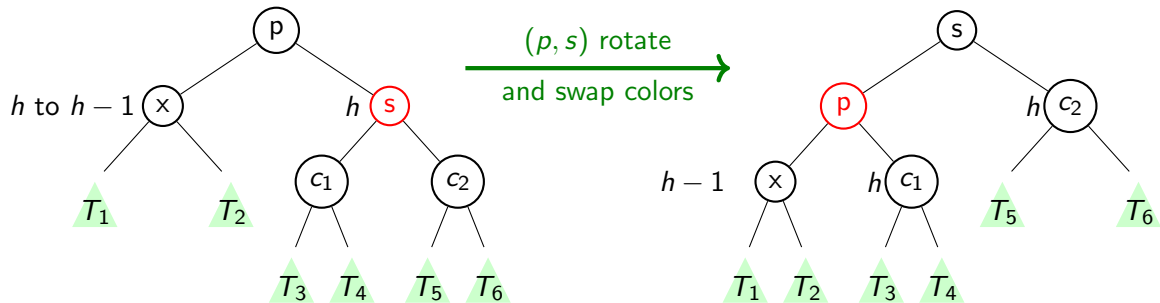 p
(p, s) rotate
s
h to h − 1 x
h s
and swap colors
p
h c₂
c₁
c₂
h − 1 x
h c₁
T₁
T₂
T₅
T₆
T₃
T₄
T₅
T₆
T₁
T₂
T₃
T₄